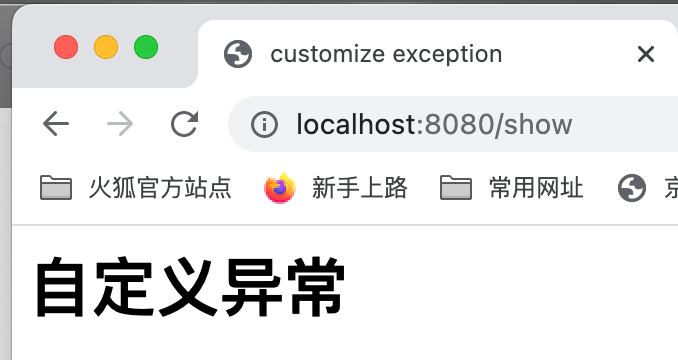 customize exception
localhost:8080/show
火狐官方站点 新手上路 常用网址
自定义异常